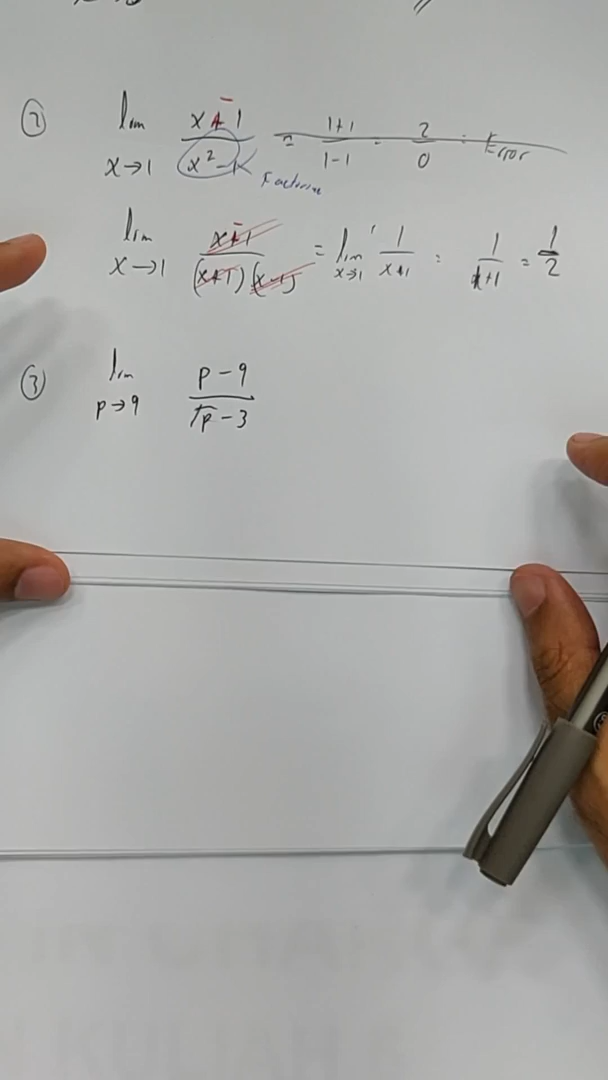 ② lim x→1 x-1 / x² - 1 = 1+1 / 1-1 = 2 / 0 = Error
Factorise
lim x→1 x-1 / (x+1)(x-1) = lim x→1 1 / x+1 = 1 / 1+1 = 1 / 2
③ lim p→9 p-9 / √p - 3